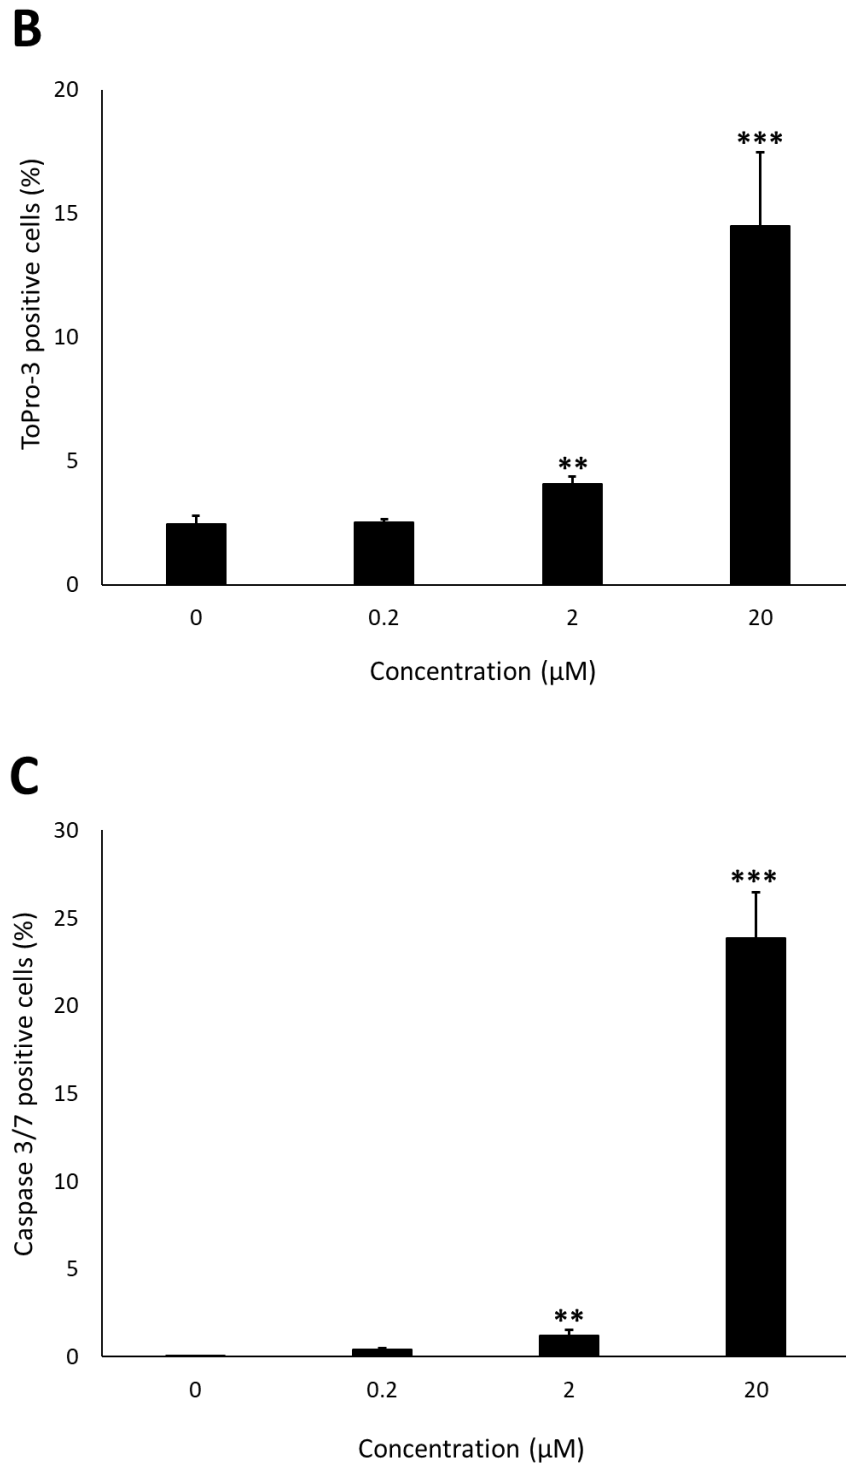 B
ToPro-3 positive cells (%)
20
15
10
5
0
***
**
0 0.2 2 20
Concentration (µM)
C
Caspase 3/7 positive cells (%)
30
25
20
15
10
5
0
***
**
0 0.2 2 20
Concentration (µM)